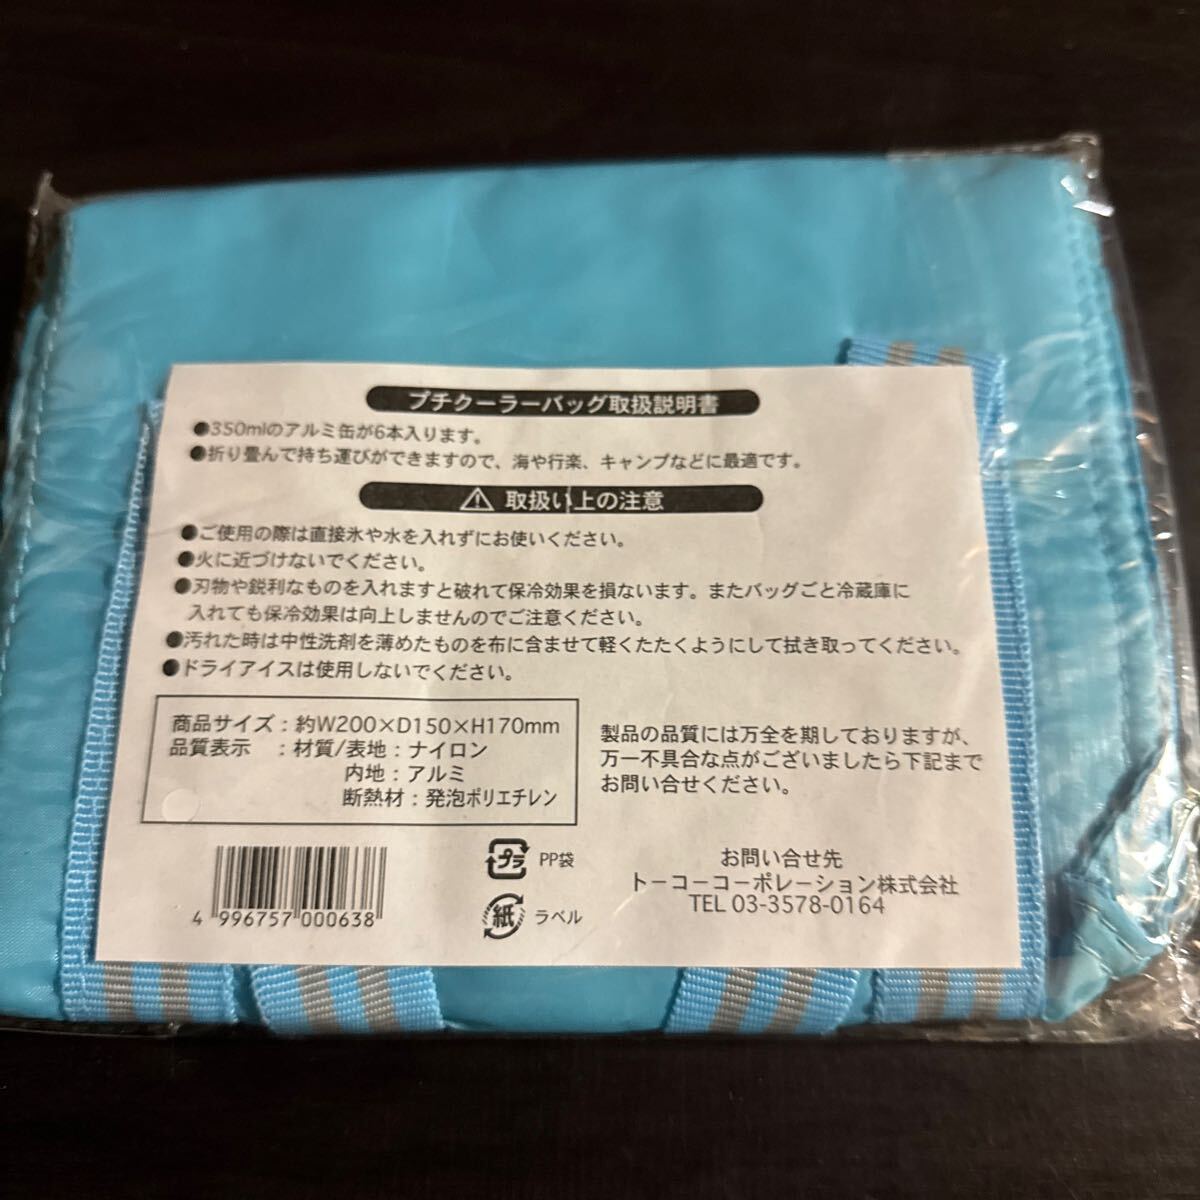 プチクーラーバッグ取扱説明書
●350mlのアルミ缶が6本入ります。
●折り畳んで持ち運びができますので、海や行楽、キャンプなどに最適です。
⚠ 取扱い上の注意
●ご使用の際は直接氷や水を入れずにお使いください。
●火に近づけないでください。
●刃物や鋭利なものを入れますと破れて保冷効果を損ないます。またバッグごと冷蔵庫に
入れても保冷効果は向上しませんのでご注意ください。
●汚れた時は中性洗剤を薄めたものを布に含ませて軽くたたくようにして拭き取ってください。
●ドライアイスは使用しないでください。
商品サイズ：約W200×D150×H170mm
品質表示　：材質/表地：ナイロン
内地：アルミ
断熱材：発泡ポリエチレン
製品の品質には万全を期しておりますが、
万一不具合な点がございましたら下記まで
お問い合せください。
4 996757 000638
プラ PP袋
紙 ラベル
お問い合せ先
トーコーコーポレーション株式会社
TEL 03-3578-0164